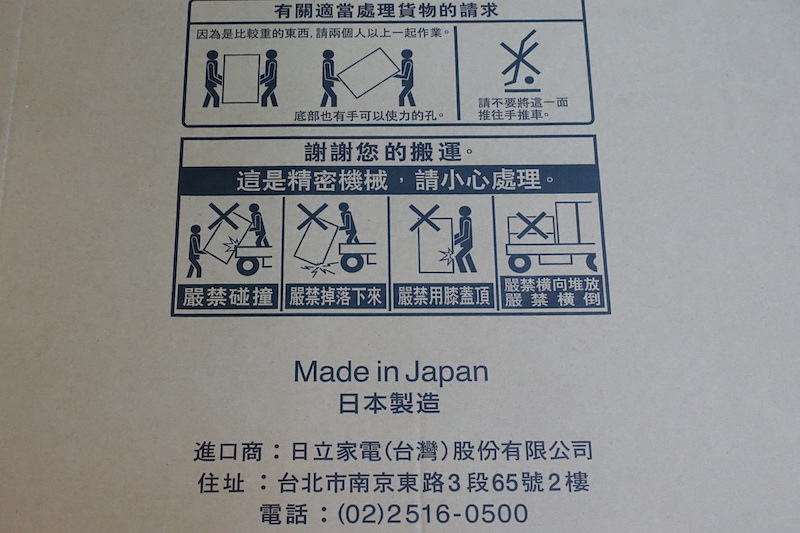 有關適當處理貨物的請求
因為是比較重的東西,請兩個人以上一起作業。
底部也有手可以使力的孔。
請不要將這一面
推往手推車。
謝謝您的搬運。
這是精密機械，請小心處理。
嚴禁碰撞
嚴禁掉落下來
嚴禁用膝蓋頂
嚴禁橫向堆放
嚴禁橫倒
Made in Japan
日本製造
進口商：日立家電(台灣)股份有限公司
住址：台北市南京東路3段65號2樓
電話：(02)2516-0500